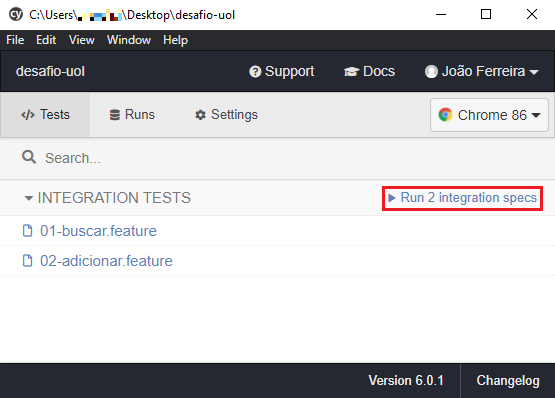 cy C:\Users\ \Desktop\desafio-uol
File Edit View Window Help
desafio-uol Support Docs João Ferreira
</> Tests Runs Settings Chrome 86
Search...
INTEGRATION TESTS Run 2 integration specs
01-buscar.feature
02-adicionar.feature
Version 6.0.1 Changelog